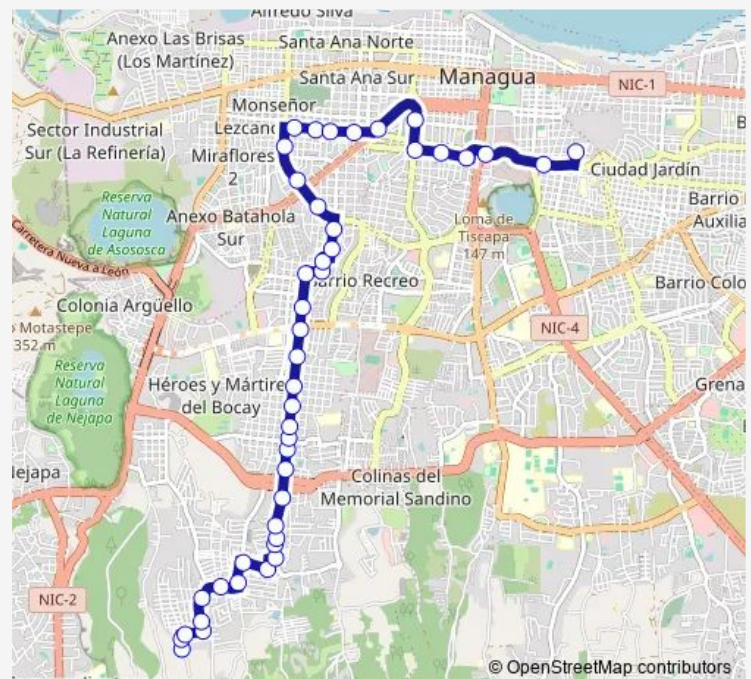 Alfredo Silva
Anexo Las Brisas
(Los Martínez)
Santa Ana Norte
Santa Ana Sur
Managua
NIC-1
Monseñor
Lezcano
Sector Industrial
Sur (La Refinería)
Miraflores
2
Ciudad Jardín
Reserva
Natural
Laguna
de Asososca
Anexo Batahola
Sur
Loma de
Tiscapa
147 m
Barrio
Auxilia
Carretera Nueva a León
Barrio Recreo
Barrio Colo
Colonia Argüello
Motastepe
352 m
NIC-4
Reserva
Natural
Laguna
de Nejapa
Héroes y Mártire
del Bocay
Grena
Nejapa
Colinas del
Memorial Sandino
NIC-2
© OpenStreetMap contributors